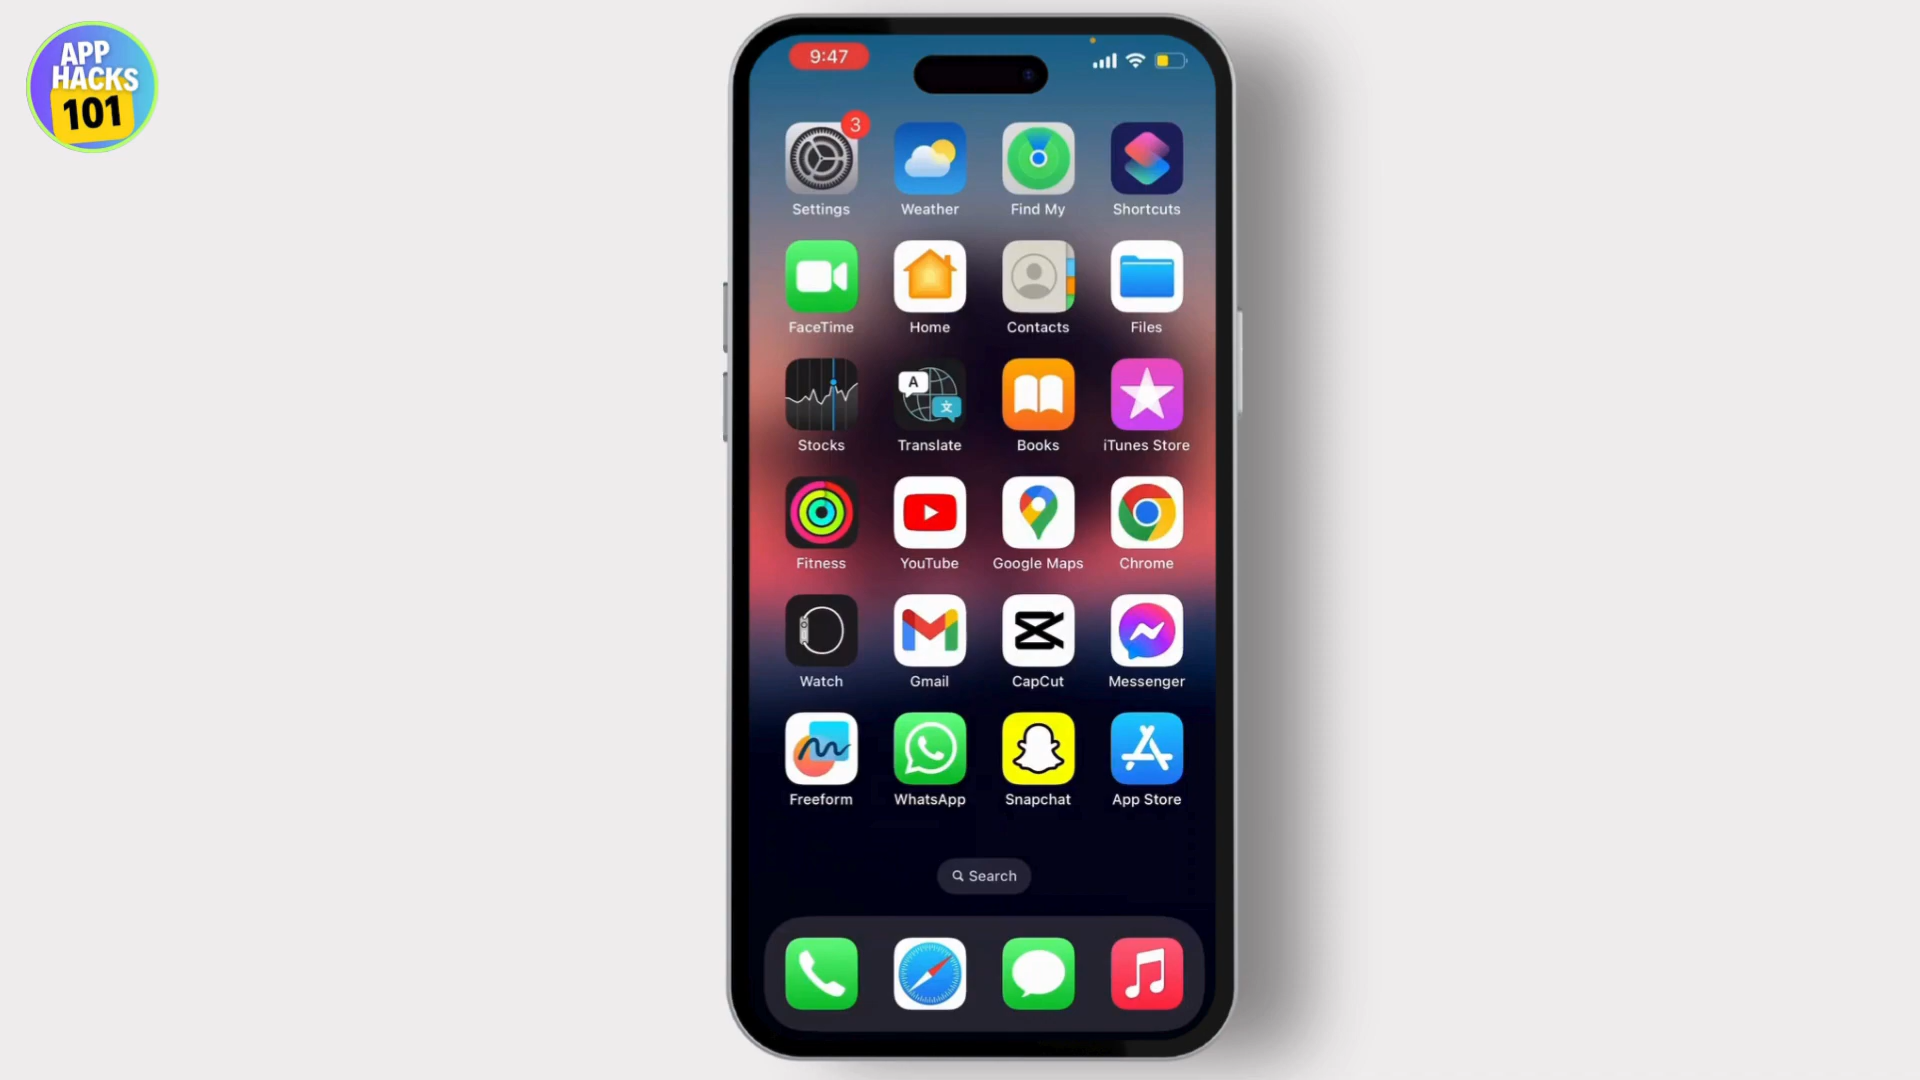 APP
HACKS
101
9:47
3
Settings
Weather
Find My
Shortcuts
FaceTime
Home
Contacts
Files
A
文
Stocks
Translate
Books
iTunes Store
Fitness
YouTube
Google Maps
Chrome
Watch
Gmail
CapCut
Messenger
Freeform
WhatsApp
Snapchat
App Store
Search